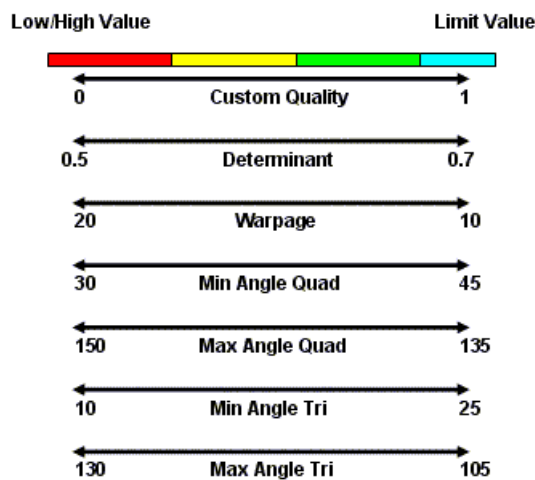 Low/High Value Limit Value
0 Custom Quality 1
0.5 Determinant 0.7
20 Warpage 10
30 Min Angle Quad 45
150 Max Angle Quad 135
10 Min Angle Tri 25
130 Max Angle Tri 105